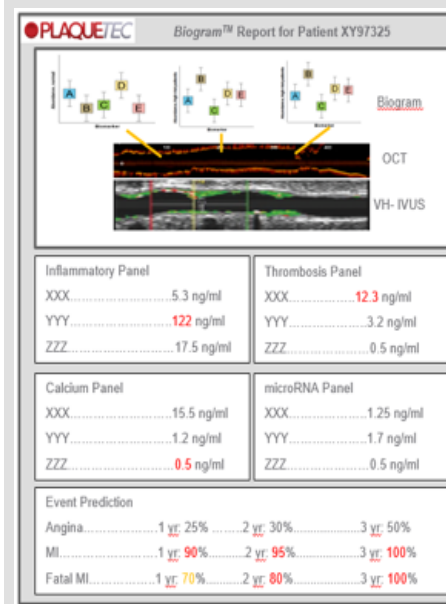 PLAQUETEC
Biogram™ Report for Patient XY97325
A B C D E
A B C D E
A B C D E
Biomarker
Biogram
OCT
VH- IVUS
Inflammatory Panel
XXX..........................5.3 ng/ml
YYY..........................122 ng/ml
ZZZ..........................17.5 ng/ml
Thrombosis Panel
XXX..................12.3 ng/ml
YYY......................3.2 ng/ml
ZZZ......................0.5 ng/ml
Calcium Panel
XXX..........................15.5 ng/ml
YYY..........................1.2 ng/ml
ZZZ..........................0.5 ng/ml
microRNA Panel
XXX......................1.25 ng/ml
YYY......................1.7 ng/ml
ZZZ......................0.5 ng/ml
Event Prediction
Angina..................1 yr: 25% .......2 yr: 30%......................3 yr: 50%
MI..........................1 yr: 90%.......2 yr: 95%......................3 yr: 100%
Fatal MI.................1 yr: 70%.......2 yr: 80%......................3 yr: 100%